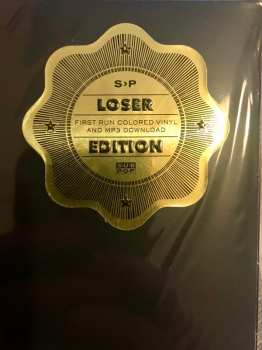 S›P
LOSER
FIRST RUN COLORED VINYL
AND MP3 DOWNLOAD
EDITION
SUB
POP